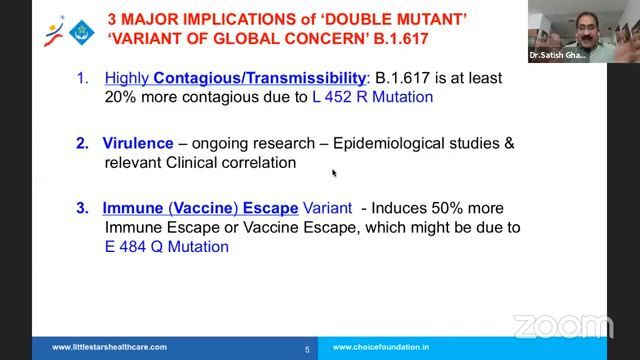 3 MAJOR IMPLICATIONS of 'DOUBLE MUTANT'
'VARIANT OF GLOBAL CONCERN' B.1.617
Dr.Satish Gha...
1. Highly Contagious/Transmissibility: B.1.617 is at least
20% more contagious due to L 452 R Mutation
2. Virulence – ongoing research – Epidemiological studies &
relevant Clinical correlation
3. Immune (Vaccine) Escape Variant - Induces 50% more
Immune Escape or Vaccine Escape, which might be due to
E 484 Q Mutation
zoom
www.littlestarshealthcare.com 5 www.choicefoundation.in